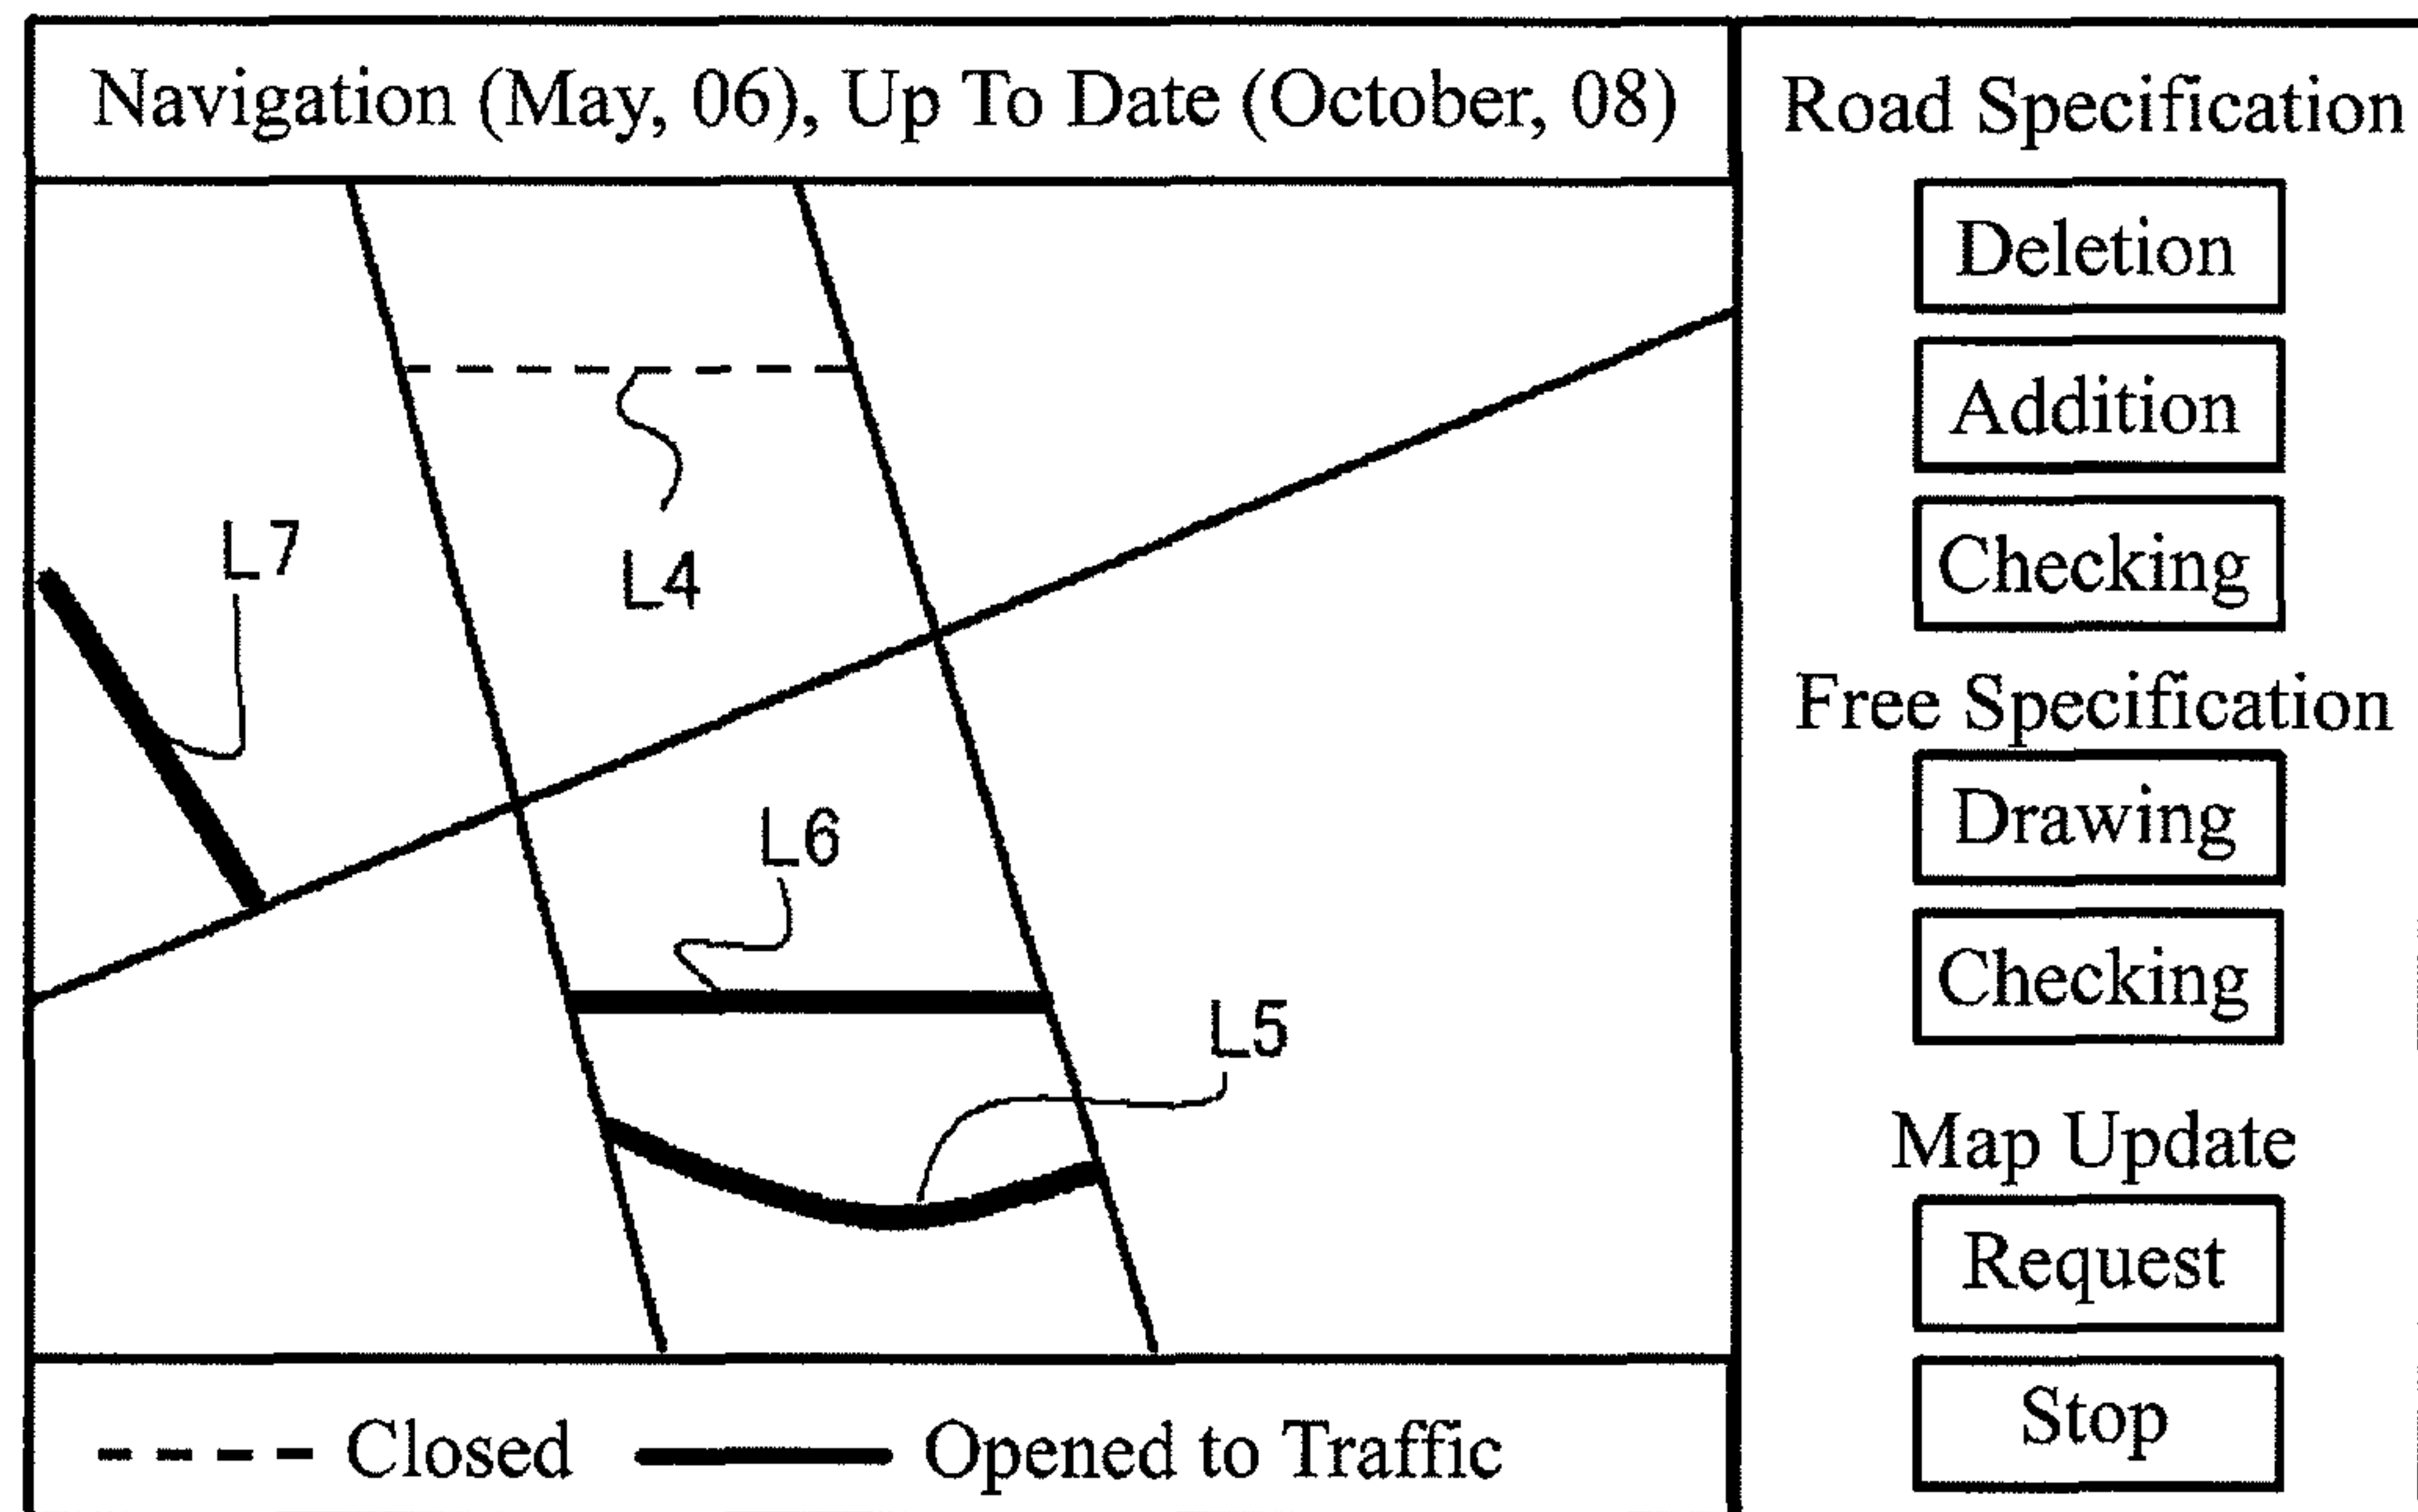 Navigation (May, 06), Up To Date (October, 08)
L7
L4
L6
L5
Closed
Opened to Traffic
Road Specification
Deletion
Addition
Checking
Free Specification
Drawing
Checking
Map Update
Request
Stop